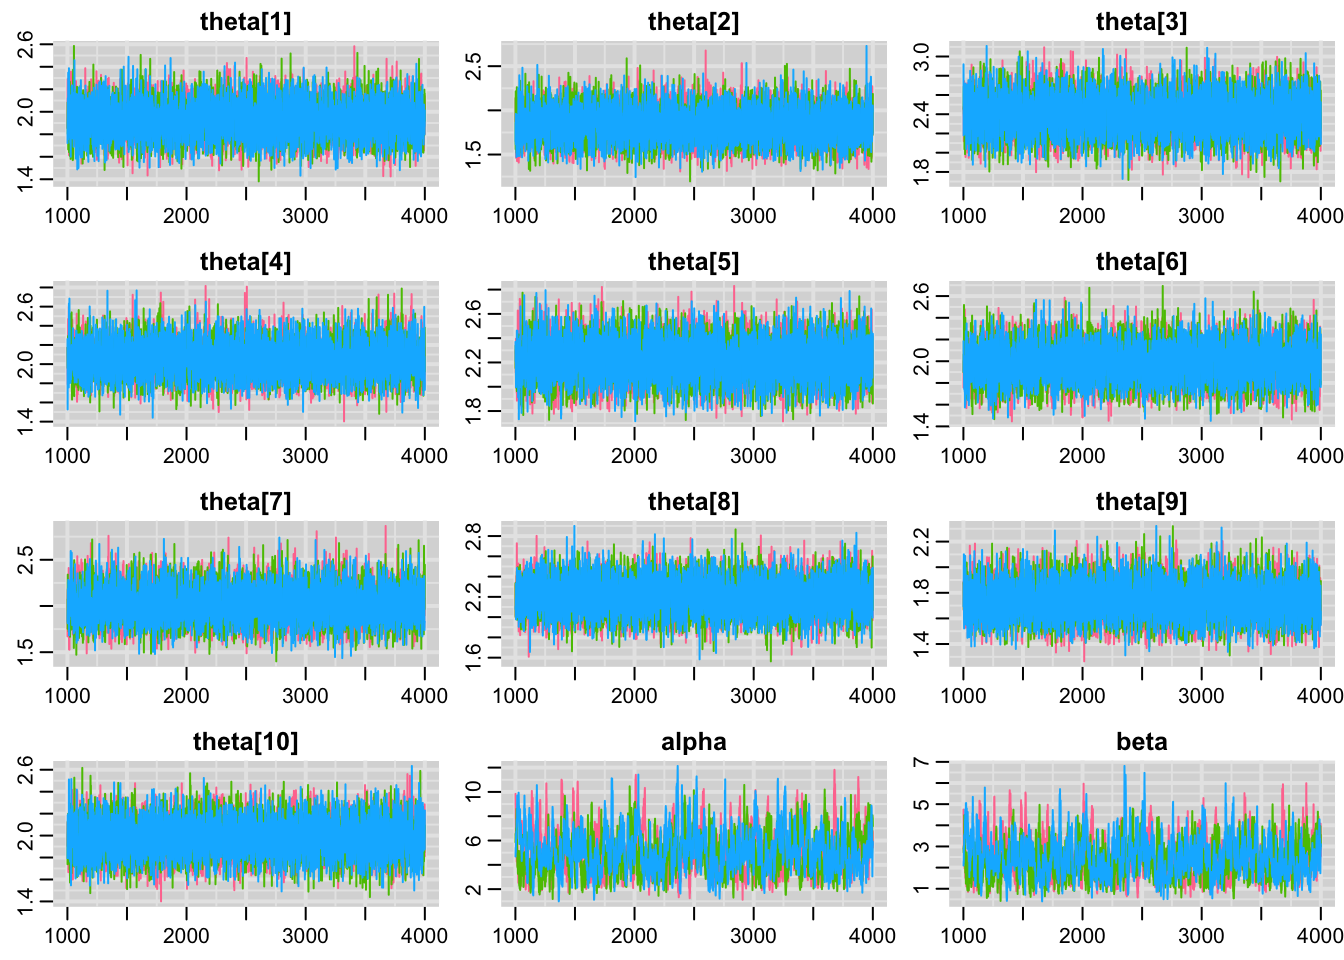 theta[1] theta[2] theta[3]
2.6 2.0 1.4
2.5 1.5
3.0 2.4 1.8
1000 2000 3000 4000 1000 2000 3000 4000 1000 2000 3000 4000
theta[4] theta[5] theta[6]
2.6 2.0 1.4
2.6 2.2 1.8
2.6 2.0 1.4
1000 2000 3000 4000 1000 2000 3000 4000 1000 2000 3000 4000
theta[7] theta[8] theta[9]
2.5 1.5
2.8 2.2 1.6
2.2 1.8 1.4
1000 2000 3000 4000 1000 2000 3000 4000 1000 2000 3000 4000
theta[10] alpha beta
2.6 2.0 1.4
10 6 2
7 5 3 1
1000 2000 3000 4000 1000 2000 3000 4000 1000 2000 3000 4000